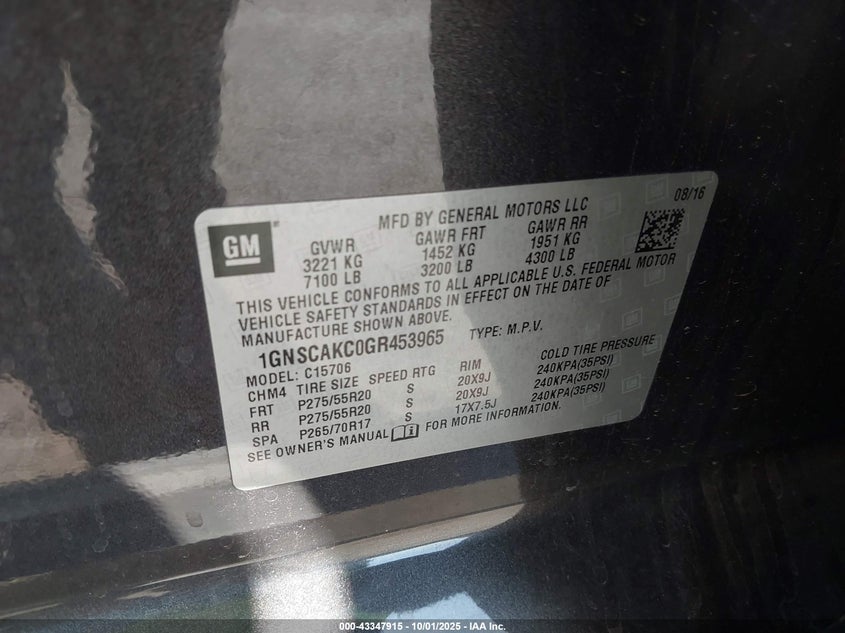 08/16
GM
MFD BY GENERAL MOTORS LLC
GVWR GAWR FRT GAWR RR
3221 KG 1452 KG 1951 KG
7100 LB 3200 LB 4300 LB
THIS VEHICLE CONFORMS TO ALL APPLICABLE U.S. FEDERAL MOTOR
VEHICLE SAFETY STANDARDS IN EFFECT ON THE DATE OF
MANUFACTURE SHOWN ABOVE.
1GNSCAKC0GR453965 TYPE: M.P.V.
MODEL: C15706
CHM4 TIRE SIZE SPEED RTG RIM COLD TIRE PRESSURE
FRT P275/55R20 S 20X9J 240KPA(35PSI)
RR P275/55R20 S 20X9J 240KPA(35PSI)
SPA P265/70R17 S 17X7.5J 240KPA(35PSI)
SEE OWNER'S MANUAL FOR MORE INFORMATION.
000-43347915 - 10/01/2025 - IAA Inc.